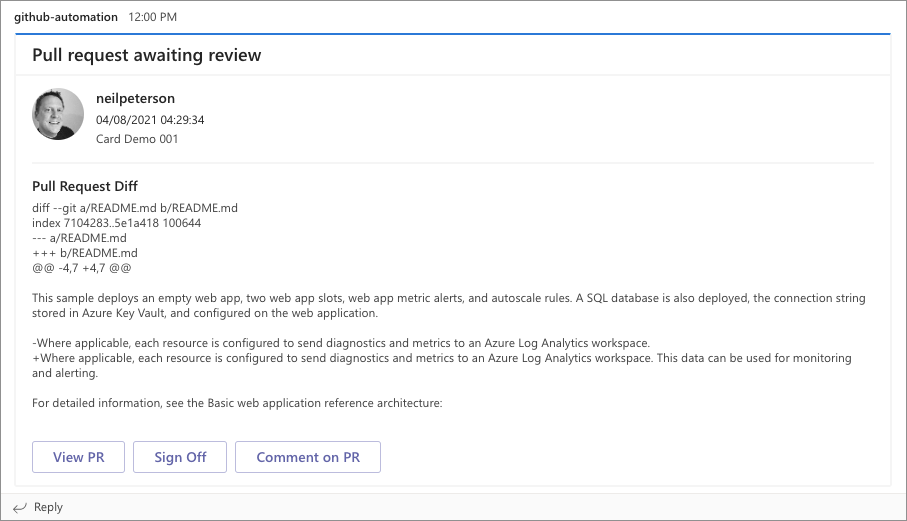 github-automation 12:00 PM
Pull request awaiting review
neilpeterson
04/08/2021 04:29:34
Card Demo 001
Pull Request Diff
diff --git a/README.md b/README.md
index 7104283..5e1a418 100644
--- a/README.md
+++ b/README.md
@@ -4,7 +4,7 @@
This sample deploys an empty web app, two web app slots, web app metric alerts, and autoscale rules. A SQL database is also deployed, the connection string
stored in Azure Key Vault, and configured on the web application.
-Where applicable, each resource is configured to send diagnostics and metrics to an Azure Log Analytics workspace.
+Where applicable, each resource is configured to send diagnostics and metrics to an Azure Log Analytics workspace. This data can be used for monitoring
and alerting.
For detailed information, see the Basic web application reference architecture:
View PR Sign Off Comment on PR
Reply